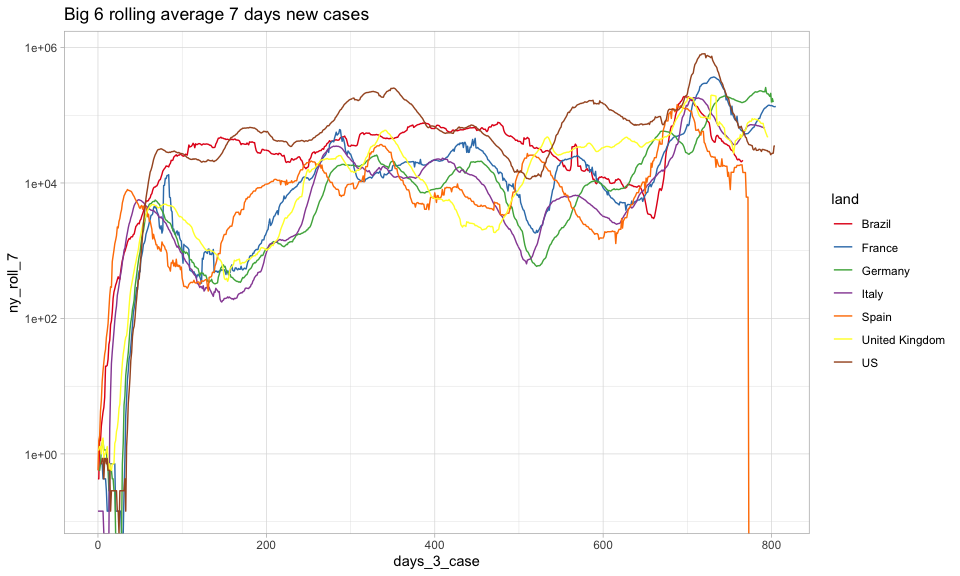 Big 6 rolling average 7 days new cases
1e+06
1e+04
1e+02
1e+00
ny_roll_7
0 200 400 600 800
days_3_case
land
Brazil
France
Germany
Italy
Spain
United Kingdom
US